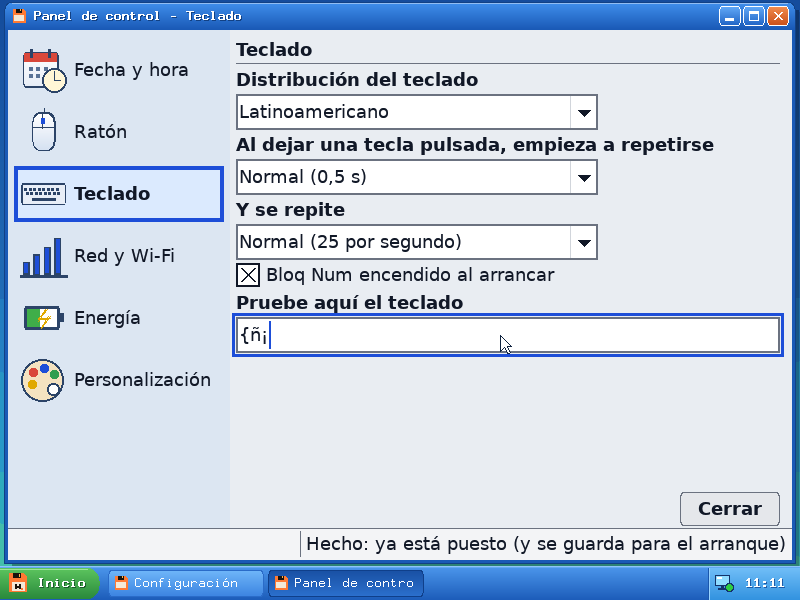 Panel de control - Teclado
Fecha y hora
Ratón
Teclado
Red y Wi-Fi
Energía
Personalización
Teclado
Distribución del teclado
Latinoamericano
Al dejar una tecla pulsada, empieza a repetirse
Normal (0,5 s)
Y se repite
Normal (25 por segundo)
Bloq Num encendido al arrancar
Pruebe aquí el teclado
{ñ¡
Cerrar
Hecho: ya está puesto (y se guarda para el arranque)
Inicio
Configuración
Panel de contro
11:11